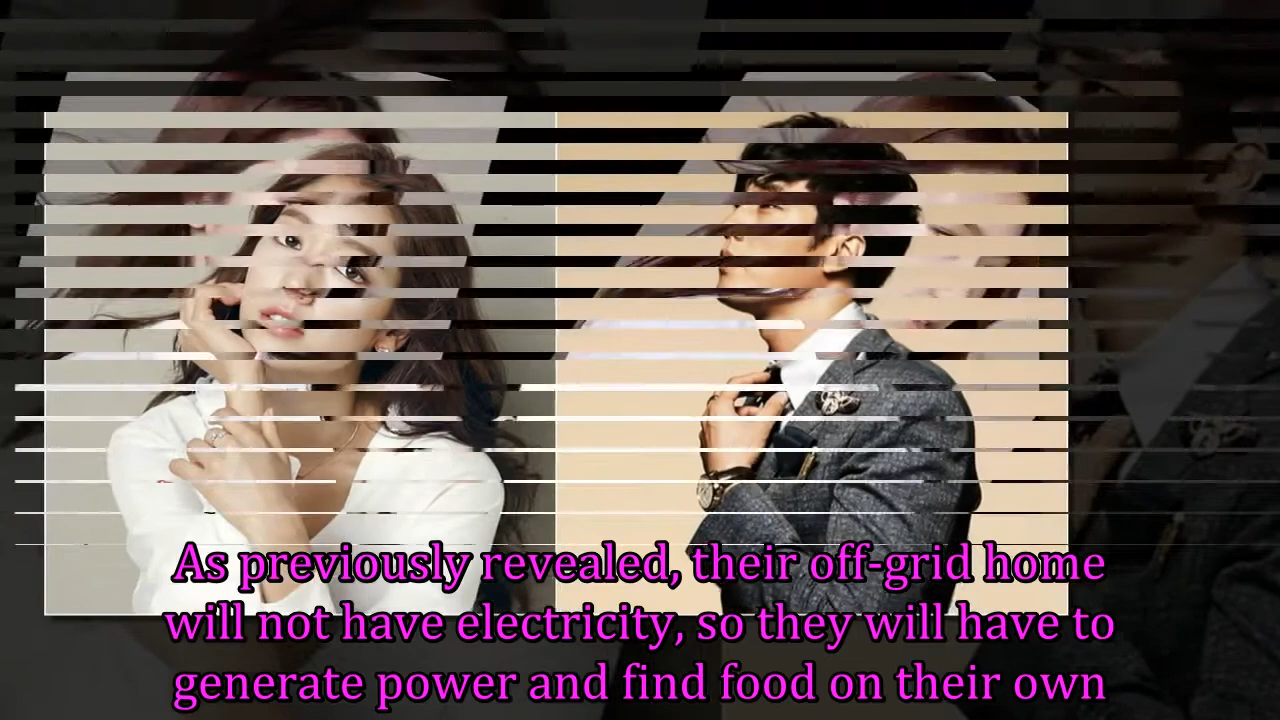 As previously revealed, their off-grid home
will not have electricity, so they will have to
generate power and find food on their own